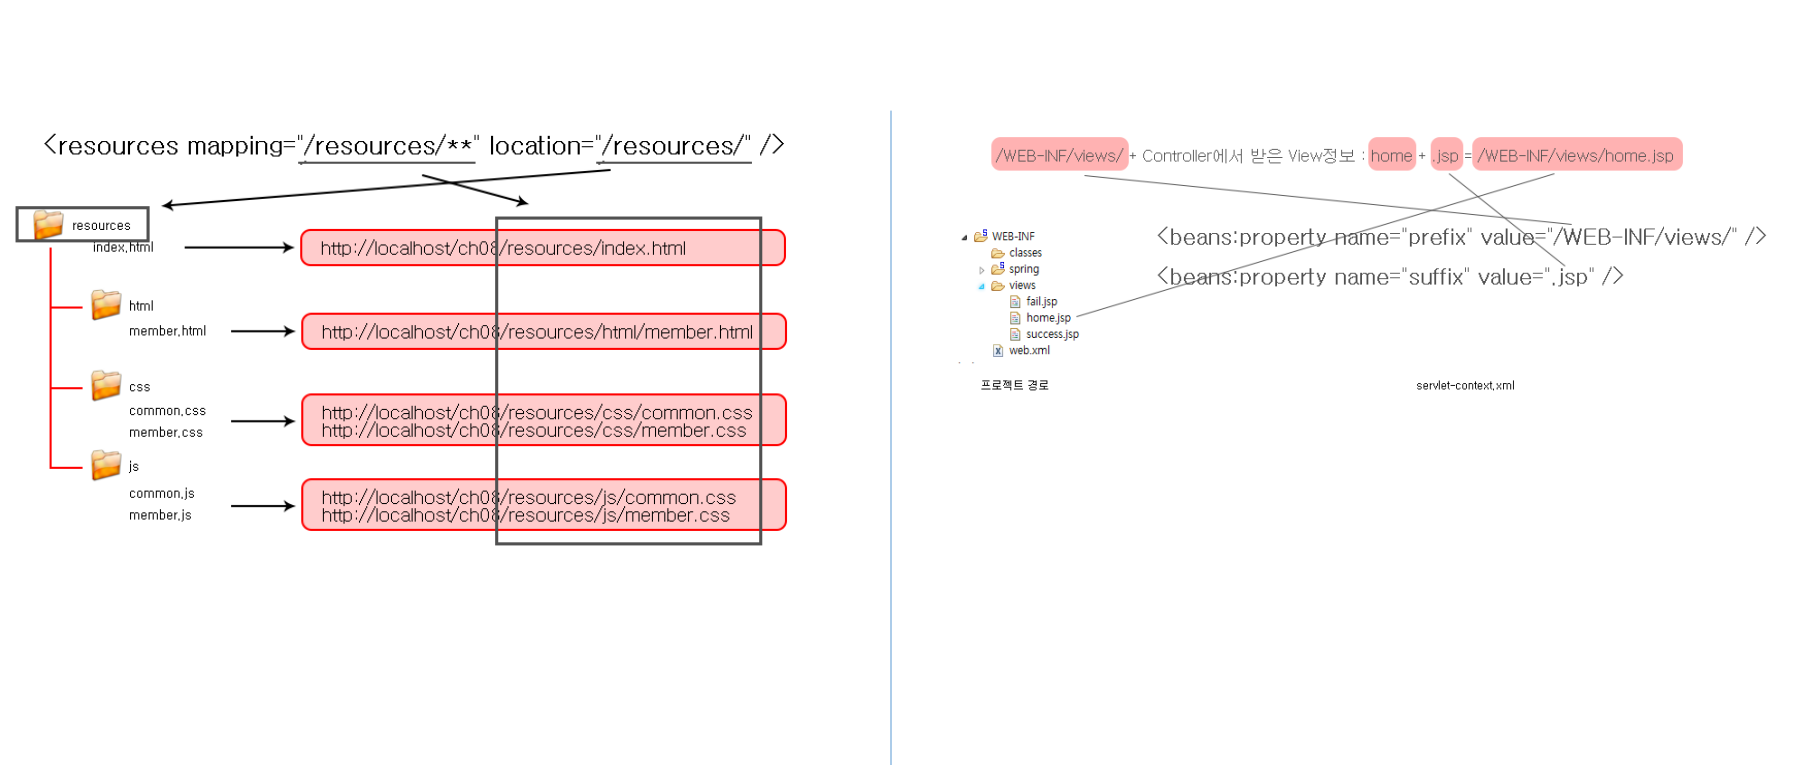 <resources mapping="/resources/**" location="/resources/" />
resources
index.html
http://localhost/ch08/resources/index.html
html
member.html
http://localhost/ch08/resources/html/member.html
css
common.css
member.css
http://localhost/ch08/resources/css/common.css
http://localhost/ch08/resources/css/member.css
js
common.js
member.js
http://localhost/ch08/resources/js/common.css
http://localhost/ch08/resources/js/member.css
/WEB-INF/views/ + Controller에서 받은 View정보 : home + .jsp = /WEB-INF/views/home.jsp
WEB-INF
classes
spring
views
fail.jsp
home.jsp
success.jsp
web.xml
프로젝트 경로
<beans:property name="prefix" value="/WEB-INF/views/" />
<beans:property name="suffix" value=".jsp" />
servlet-context.xml